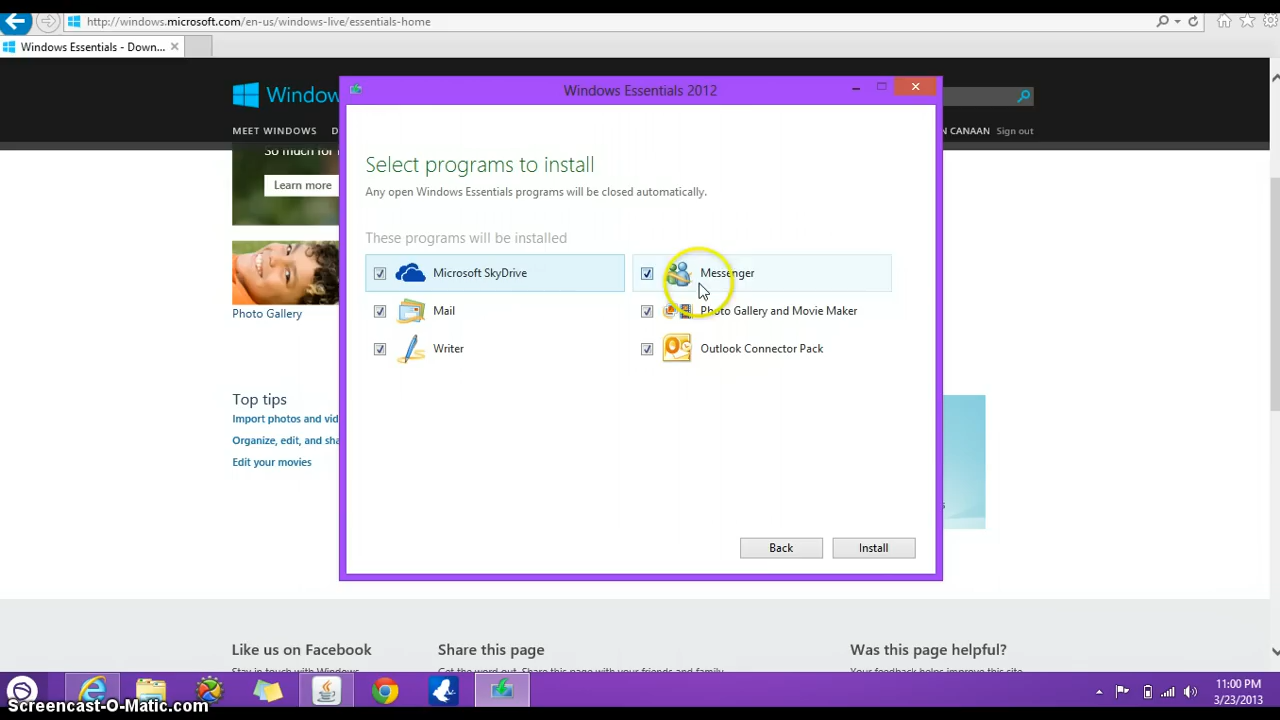 http://windows.microsoft.com/en-us/windows-live/essentials-home
Windows Essentials - Down...
Windows Essentials 2012
MEET WINDOWS
Sign out
Learn more
Select programs to install
Any open Windows Essentials programs will be closed automatically.
These programs will be installed
Microsoft SkyDrive
Messenger
Mail
Photo Gallery and Movie Maker
Writer
Outlook Connector Pack
Photo Gallery
Top tips
Import photos and vid
Organize, edit, and sha
Edit your movies
Back
Install
Like us on Facebook
Share this page
Was this page helpful?
11:00 PM
3/23/2013
Screencast-O-Matic.com